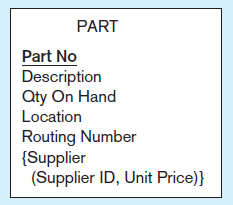 PART
Part No
Description
Qty On Hand
Location
Routing Number
{Supplier
(Supplier ID, Unit Price)}